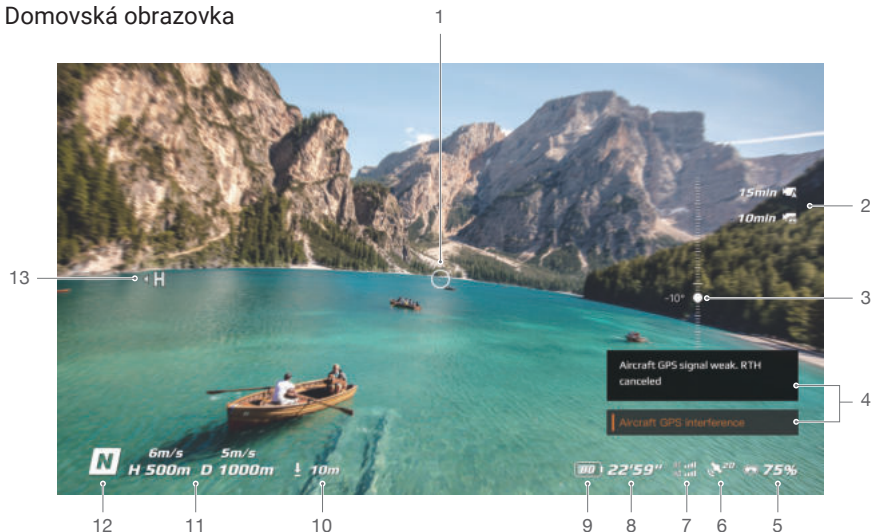 Domovská obrazovka
1
15min
10min
2
13
H
-10°
3
Aircraft GPS signal weak. RTH
canceled
4
Aircraft GPS interference
6m/s 5m/s
N H 500m D 1000m 10m
80 22'59" 20 75%
12 11 10 9 8 7 6 5